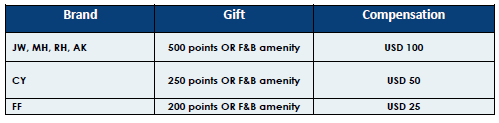 Brand Gift Compensation
JW, MH, RH, AK 500 points OR F&B amenity USD 100
CY 250 points OR F&B amenity USD 50
FF 200 points OR F&B amenity USD 25